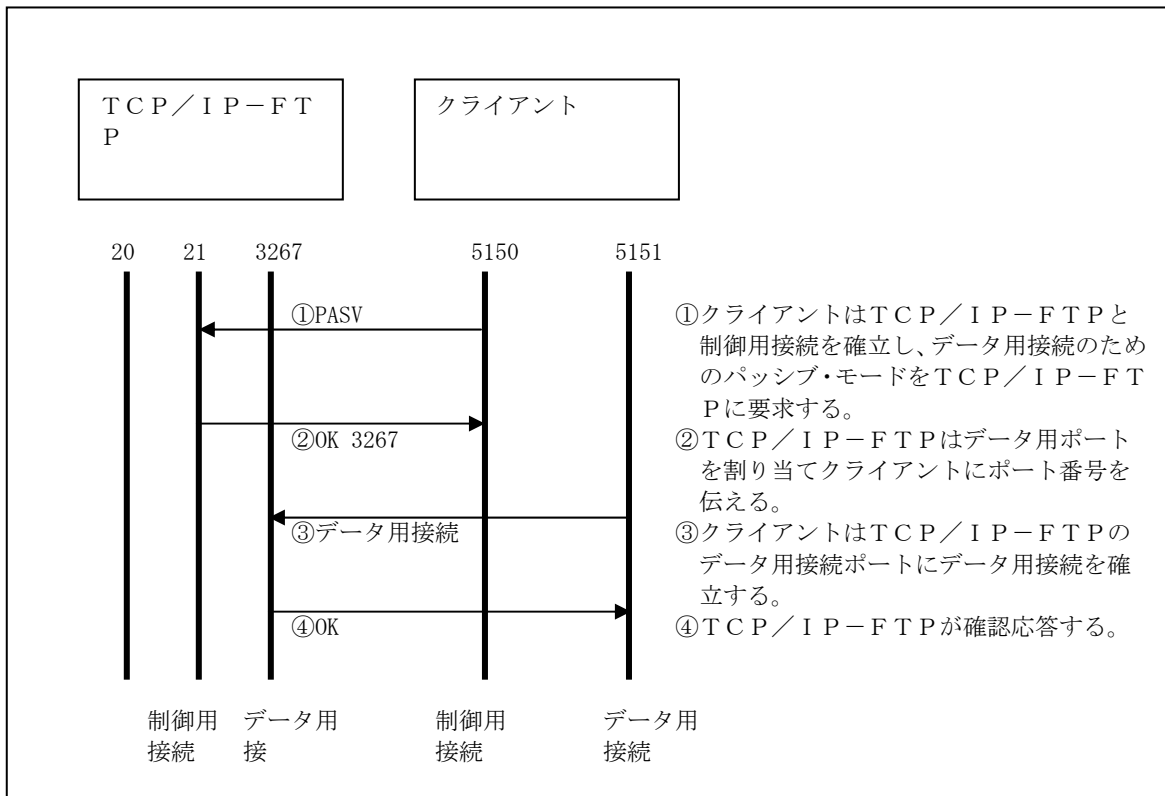 TCP/IP-FT
P
クライアント
20 21 3267 5150 5151
①PASV
②OK 3267
③データ用接続
④OK
①クライアントはTCP/IP-FTPと
制御用接続を確立し、データ用接続のため
のパッシブ・モードをTCP/IP-FT
Pに要求する。
②TCP/IP-FTPはデータ用ポート
を割り当てクライアントにポート番号を
伝える。
③クライアントはTCP/IP-FTPの
データ用接続ポートにデータ用接続を確
立する。
④TCP/IP-FTPが確認応答する。
制御用
接続
データ用
接
制御用
接続
データ用
接続